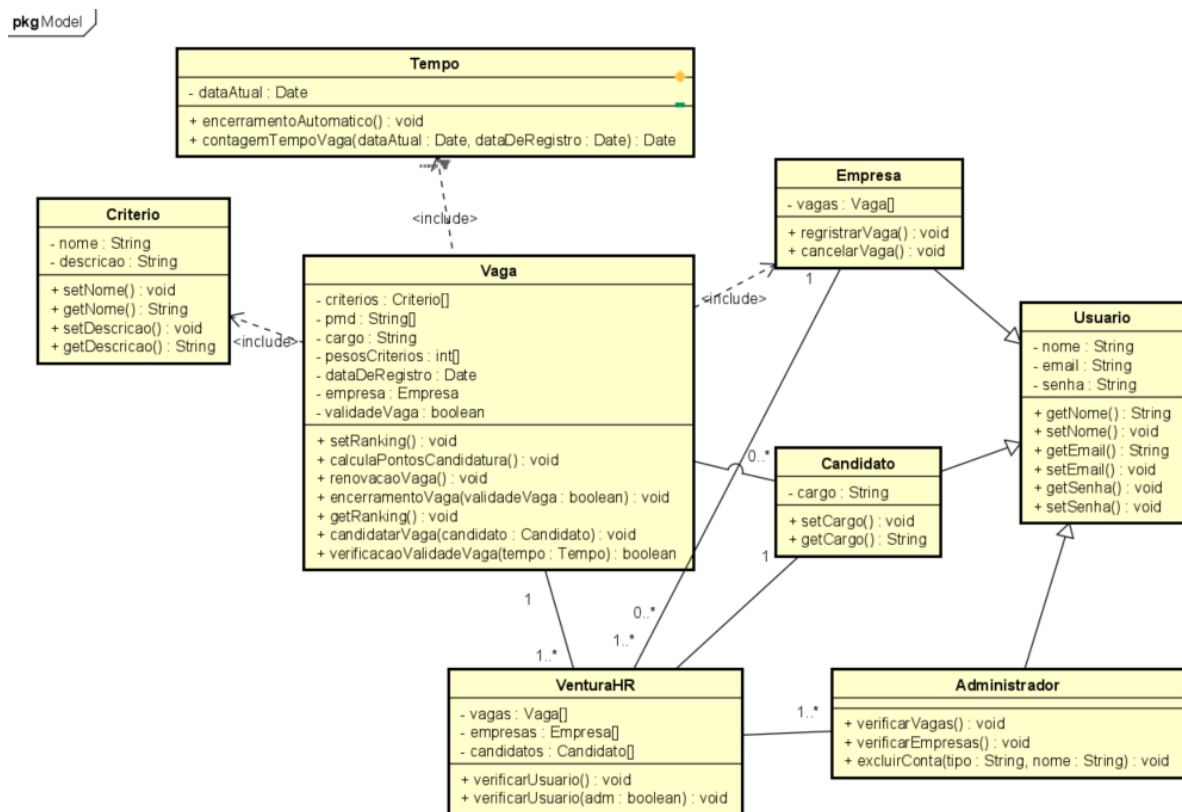 pkg Model
Tempo
- dataAtual : Date
+ encerramentoAutomatico() : void
+ contagemTempoVaga(dataAtual : Date, dataDeRegistro : Date) : Date
<include>
Criterio
- nome : String
- descricao : String
+ setNome() : void
+ getNome() : String
+ setDescricao() : void
+ getDescricao() : String
<include>
Vaga
- criterios : Criterio[]
- pmd : String[]
- cargo : String
- pesosCriterios : int[]
- dataDeRegistro : Date
- empresa : Empresa
- validadeVaga : boolean
+ setRanking() : void
+ calculaPontosCandidatura() : void
+ renovacaoVaga() : void
+ encerramentoVaga(validadeVaga : boolean) : void
+ getRanking() : void
+ candidatarVaga(candidato : Candidato) : void
+ verificacaoValidadeVaga(tempo : Tempo) : boolean
<include>
Empresa
- vagas : Vaga[]
+ regristrarVaga() : void
+ cancelarVaga() : void
1
Usuario
- nome : String
- email : String
- senha : String
+ getNome() : String
+ setNome() : void
+ getEmail() : String
+ setEmail() : void
+ getSenha() : String
+ setSenha() : void
0..*
Candidato
- cargo : String
+ setCargo() : void
+ getCargo() : String
1
1
0..*
1..*
1..*
VenturaHR
- vagas : Vaga[]
- empresas : Empresa[]
- candidatos : Candidato[]
+ verificarUsuario() : void
+ verificarUsuario(adm : boolean) : void
1..*
Administrador
+ verificarVagas() : void
+ verificarEmpresas() : void
+ excluirConta(tipo : String, nome : String) : void